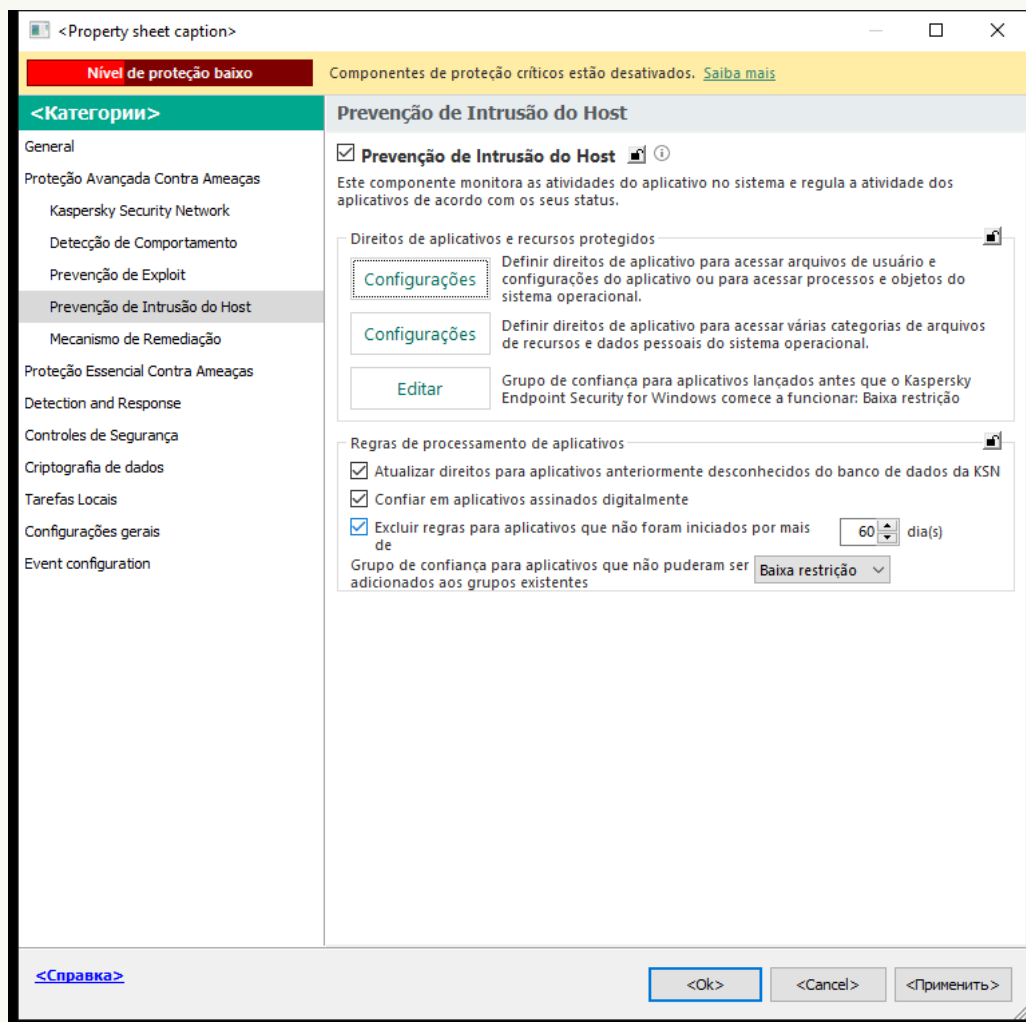 <Property sheet caption>
Nível de proteção baixo
Componentes de proteção críticos estão desativados. Saiba mais
<Категории>
General
Proteção Avançada Contra Ameaças
Kaspersky Security Network
Detecção de Comportamento
Prevenção de Exploit
Prevenção de Intrusão do Host
Mecanismo de Remediação
Proteção Essencial Contra Ameaças
Detection and Response
Controles de Segurança
Criptografia de dados
Tarefas Locais
Configurações gerais
Event configuration
Prevenção de Intrusão do Host
Prevenção de Intrusão do Host
Este componente monitora as atividades do aplicativo no sistema e regula a atividade dos
aplicativos de acordo com os seus status.
Direitos de aplicativos e recursos protegidos
Configurações
Definir direitos de aplicativo para acessar arquivos de usuário e
configurações do aplicativo ou para acessar processos e objetos do
sistema operacional.
Configurações
Definir direitos de aplicativo para acessar várias categorias de arquivos
de recursos e dados pessoais do sistema operacional.
Editar
Grupo de confiança para aplicativos lançados antes que o Kaspersky
Endpoint Security for Windows comece a funcionar: Baixa restrição
Regras de processamento de aplicativos
Atualizar direitos para aplicativos anteriormente desconhecidos do banco de dados da KSN
Confiar em aplicativos assinados digitalmente
Excluir regras para aplicativos que não foram iniciados por mais
de
60 dia(s)
Grupo de confiança para aplicativos que não puderam ser
adicionados aos grupos existentes
Baixa restrição
<Справка>
<Ok>
<Cancel>
<Применить>